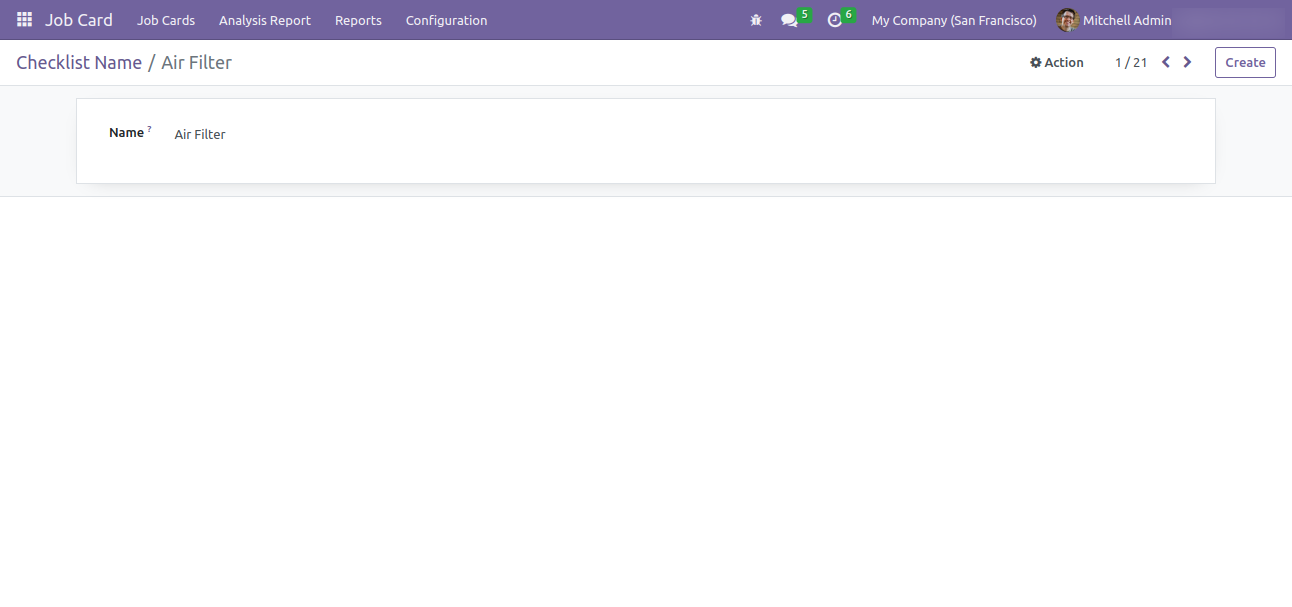 Job Card Job Cards Analysis Report Reports Configuration 5 6 My Company (San Francisco) Mitchell Admin
Checklist Name / Air Filter Action 1 / 21 Create
Name ? Air Filter